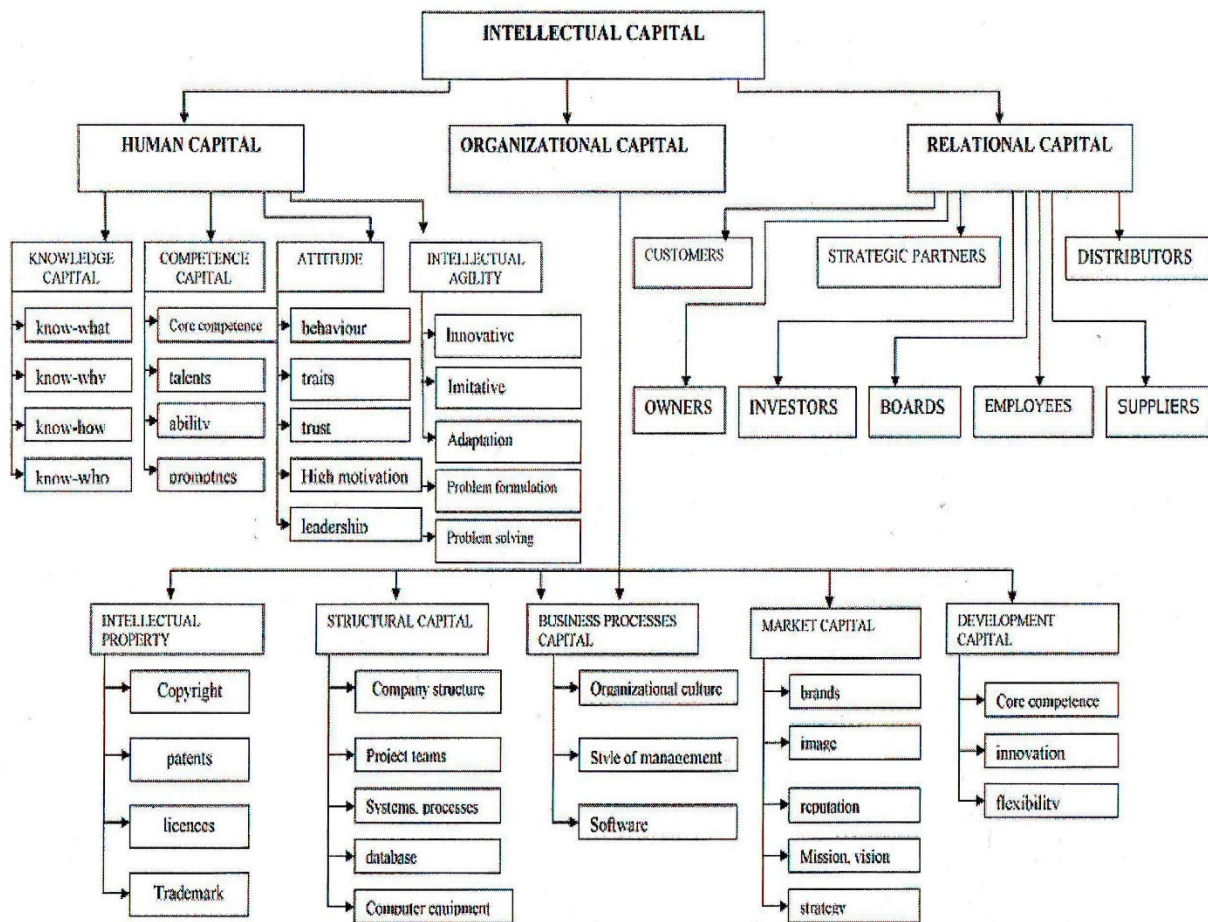 INTELLECTUAL CAPITAL
HUMAN CAPITAL
ORGANIZATIONAL CAPITAL
RELATIONAL CAPITAL
KNOWLEDGE
CAPITAL
COMPETENCE
CAPITAL
ATTITUDE
INTELLECTUAL
AGILITY
CUSTOMERS
STRATEGIC PARTNERS
DISTRIBUTORS
know-what
know-why
know-how
know-who
Core competence
talents
ability
promptnes
behaviour
traits
trust
High motivation
leadership
Innovative
Imitative
Adaptation
Problem formulation
Problem solving
OWNERS
INVESTORS
BOARDS
EMPLOYEES
SUPPLIERS
INTELLECTUAL
PROPERTY
STRUCTURAL CAPITAL
BUSINESS PROCESSES
CAPITAL
MARKET CAPITAL
DEVELOPMENT
CAPITAL
Copyright
patents
licences
Trademark
Company structure
Project teams
Systems, processes
database
Computer equipment
Organizational culture
Style of management
Software
brands
image
reputation
Mission, vision
strategy
Core competence
innovation
flexibility